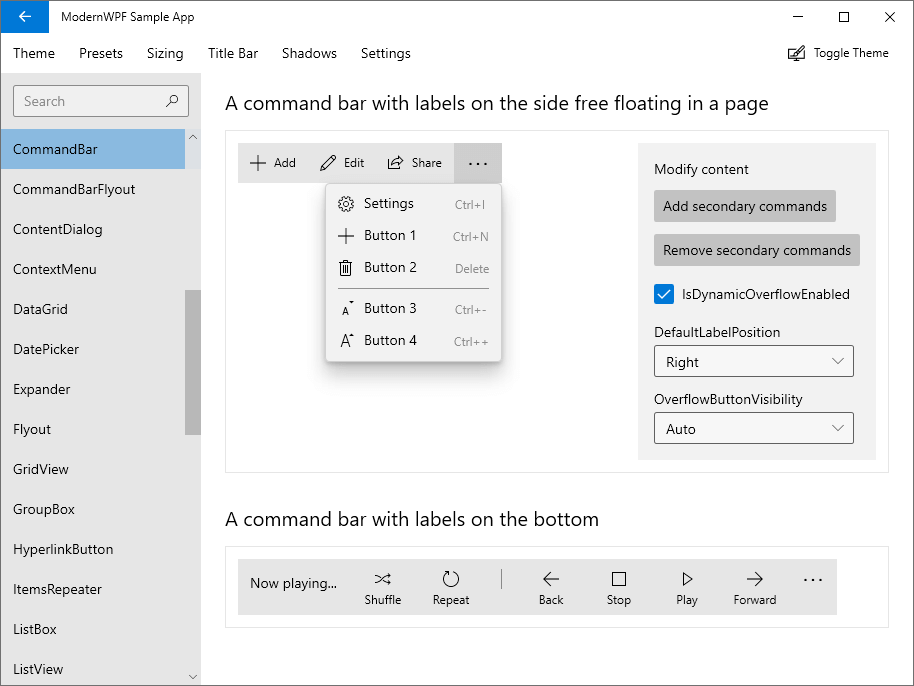 ModernWPF Sample App
Theme Presets Sizing Title Bar Shadows Settings Toggle Theme
Search
CommandBar
CommandBarFlyout
ContentDialog
ContextMenu
DataGrid
DatePicker
Expander
Flyout
GridView
GroupBox
HyperlinkButton
ItemsRepeater
ListBox
ListView
A command bar with labels on the side free floating in a page
Add Edit Share
Settings Ctrl+I
Button 1 Ctrl+N
Button 2 Delete
Button 3 Ctrl+-
Button 4 Ctrl++
Modify content
Add secondary commands
Remove secondary commands
IsDynamicOverflowEnabled
DefaultLabelPosition
Right
OverflowButtonVisibility
Auto
A command bar with labels on the bottom
Now playing...
Shuffle Repeat Back Stop Play Forward